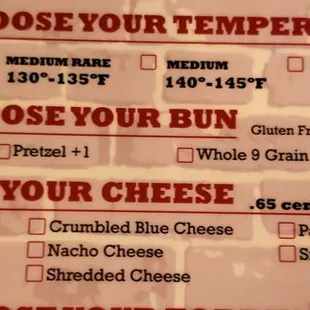 OOSE YOUR TEMPER
MEDIUM RARE MEDIUM
130°-135°F 140°-145°F
OSE YOUR BUN Gluten Fr
Pretzel +1 Whole 9 Grain
YOUR CHEESE .65 cen
Crumbled Blue Cheese
Nacho Cheese
Shredded Cheese